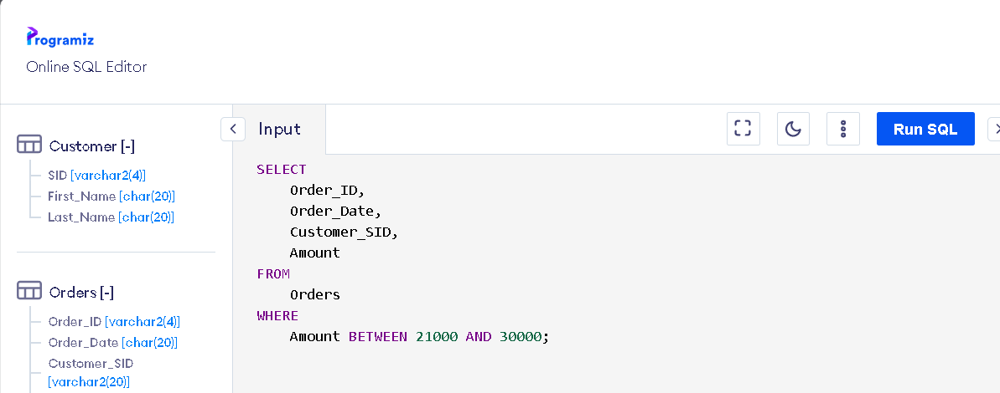 Programiz
Online SQL Editor
Customer [-]
SID [varchar2(4)]
First_Name [char(20)]
Last_Name [char(20)]
Orders [-]
Order_ID [varchar2(4)]
Order_Date [char(20)]
Customer_SID
[varchar2(20)]
Input
Run SQL
SELECT
    Order_ID,
    Order_Date,
    Customer_SID,
    Amount
FROM
    Orders
WHERE
    Amount BETWEEN 21000 AND 30000;